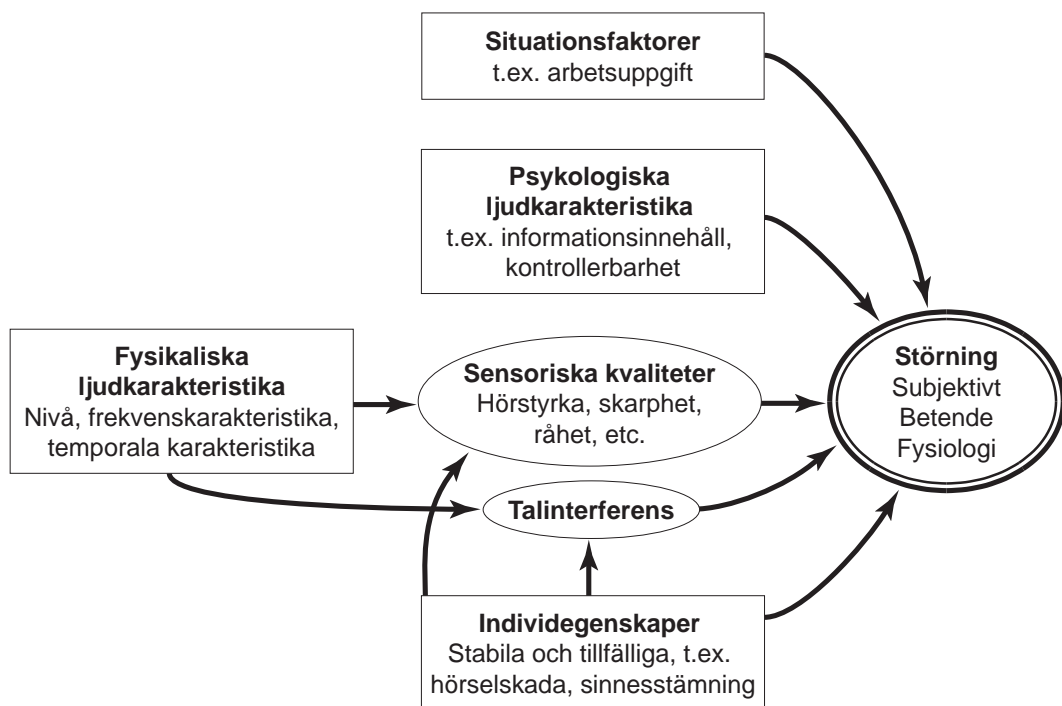 Situationsfaktorer
t.ex. arbetsuppgift
Psykologiska
ljudkarakteristika
t.ex. informationsinnehåll,
kontrollerbarhet
Fysikaliska
ljudkarakteristika
Nivå, frekvenskarakteristika,
temporala karakteristika
Sensoriska kvaliteter
Hörstyrka, skarphet,
råhet, etc.
Störning
Subjektivt
Betende
Fysiologi
Talinterferens
Individegenskaper
Stabila och tillfälliga, t.ex.
hörselskada, sinnesstämning